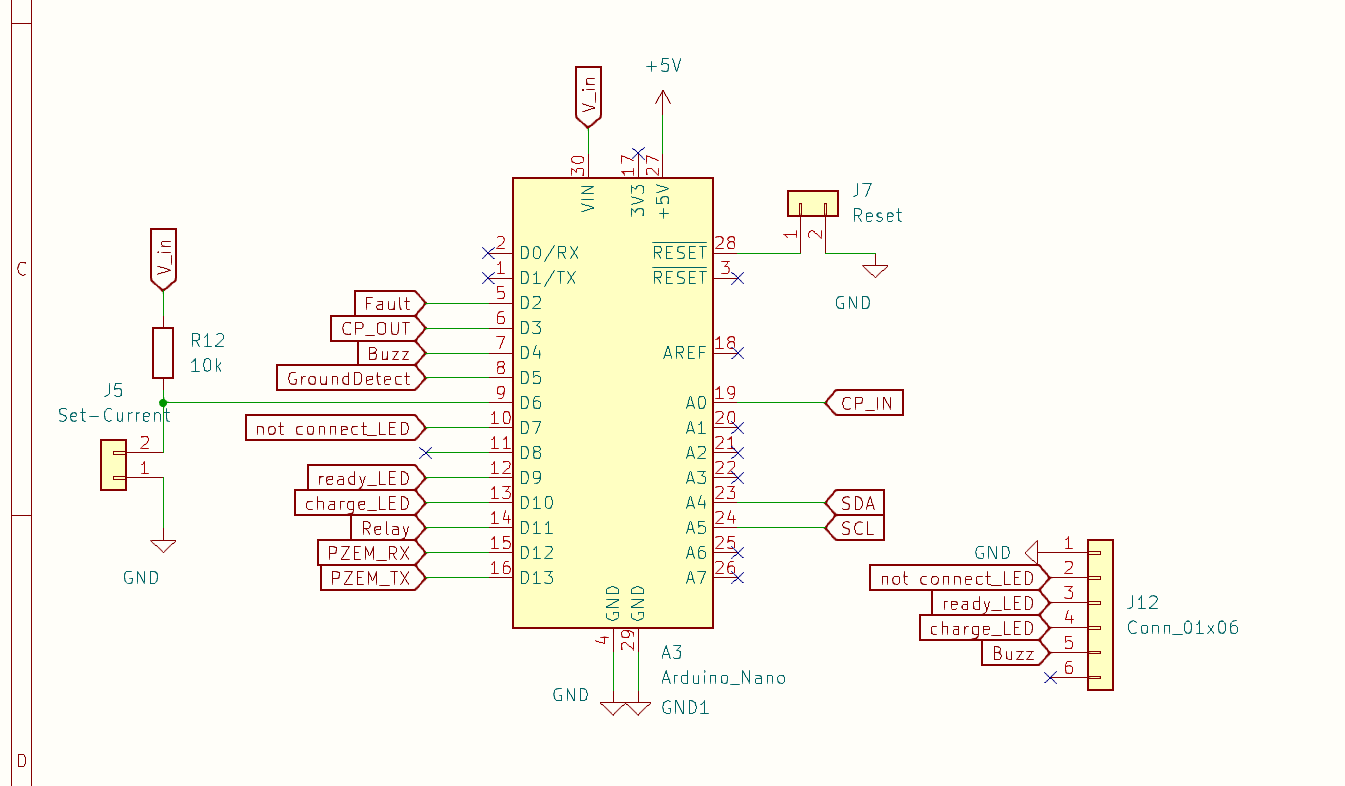 +5V
V_in
30
17
27
VIN
3V3
+5V
J7
Reset
1
2
GND
V_in
C
R12
10k
J5
Set-Current
2
1
GND
2
D0/RX
1
D1/TX
Fault
5
D2
CP_OUT
6
D3
Buzz
7
D4
GroundDetect
8
D5
9
D6
not connect_LED
10
D7
11
D8
ready_LED
12
D9
charge_LED
13
D10
Relay
14
D11
PZEM_RX
15
D12
PZEM_TX
16
D13
RESET
28
RESET
3
AREF
18
A0
19
CP_IN
A1
20
A2
21
A3
22
A4
23
SDA
A5
24
SCL
A6
25
A7
26
GND
GND
4
29
A3
Arduino_Nano
GND
GND1
GND
1
not connect_LED
2
ready_LED
3
charge_LED
4
Buzz
5
6
J12
Conn_01x06
D